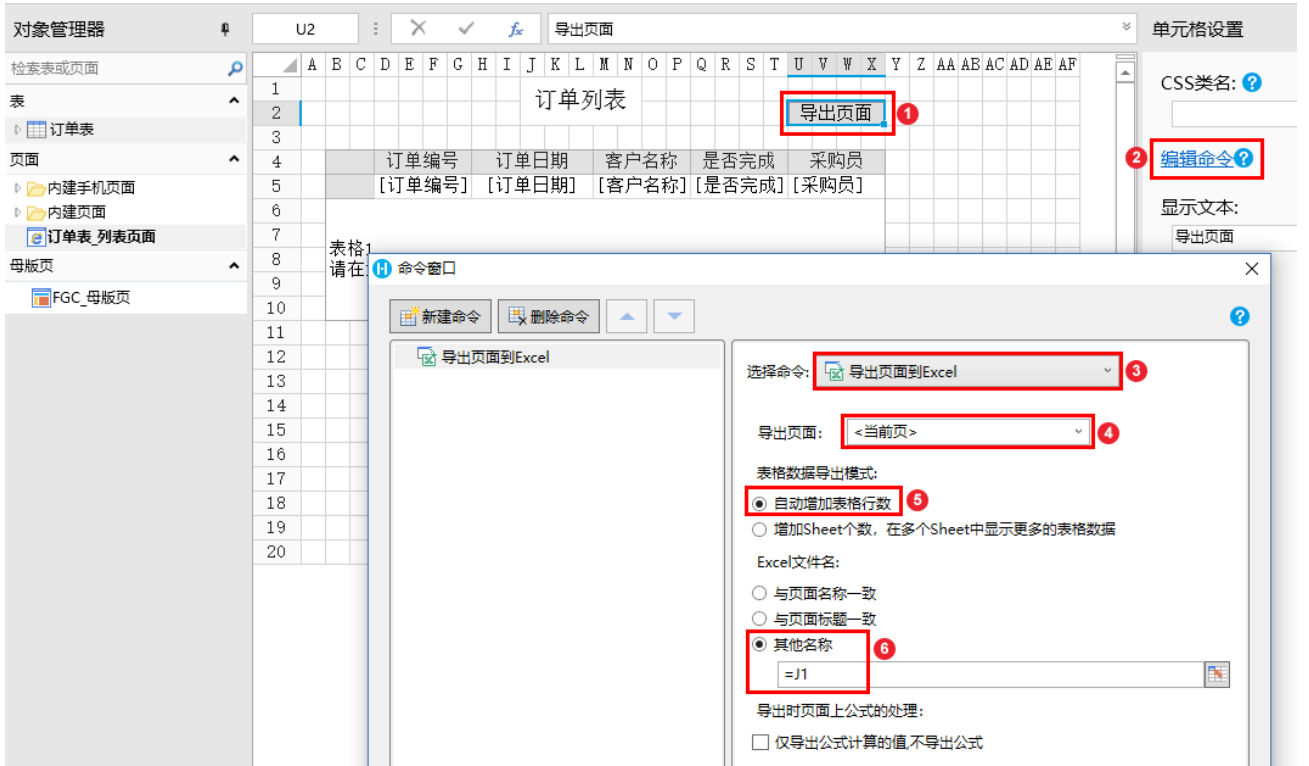 对象管理器
U2
导出页面
单元格设置
检索表或页面
A B C D E F G H I J K L M N O P Q R S T U V W X Y Z AA AB AC AD AE AF
CSS类名:
表
订单表
1
2
订单列表
导出页面
1
3
页面
内建手机页面
内建页面
订单表_列表页面
母版页
FGC_母版页
4
订单编号 订单日期 客户名称 是否完成 采购员
5
[订单编号] [订单日期] [客户名称] [是否完成] [采购员]
2
编辑命令
显示文本:
导出页面
6
7
表格1
8
请在
9
10
11
12
13
14
15
16
17
18
19
20
命令窗口
新建命令
删除命令
导出页面到Excel
选择命令: 导出页面到Excel
3
导出页面: <当前页>
4
表格数据导出模式:
自动增加表格行数
5
增加Sheet个数，在多个Sheet中显示更多的表格数据
Excel文件名:
与页面名称一致
与页面标题一致
其他名称
6
=J1
导出时页面上公式的处理:
仅导出公式计算的值,不导出公式